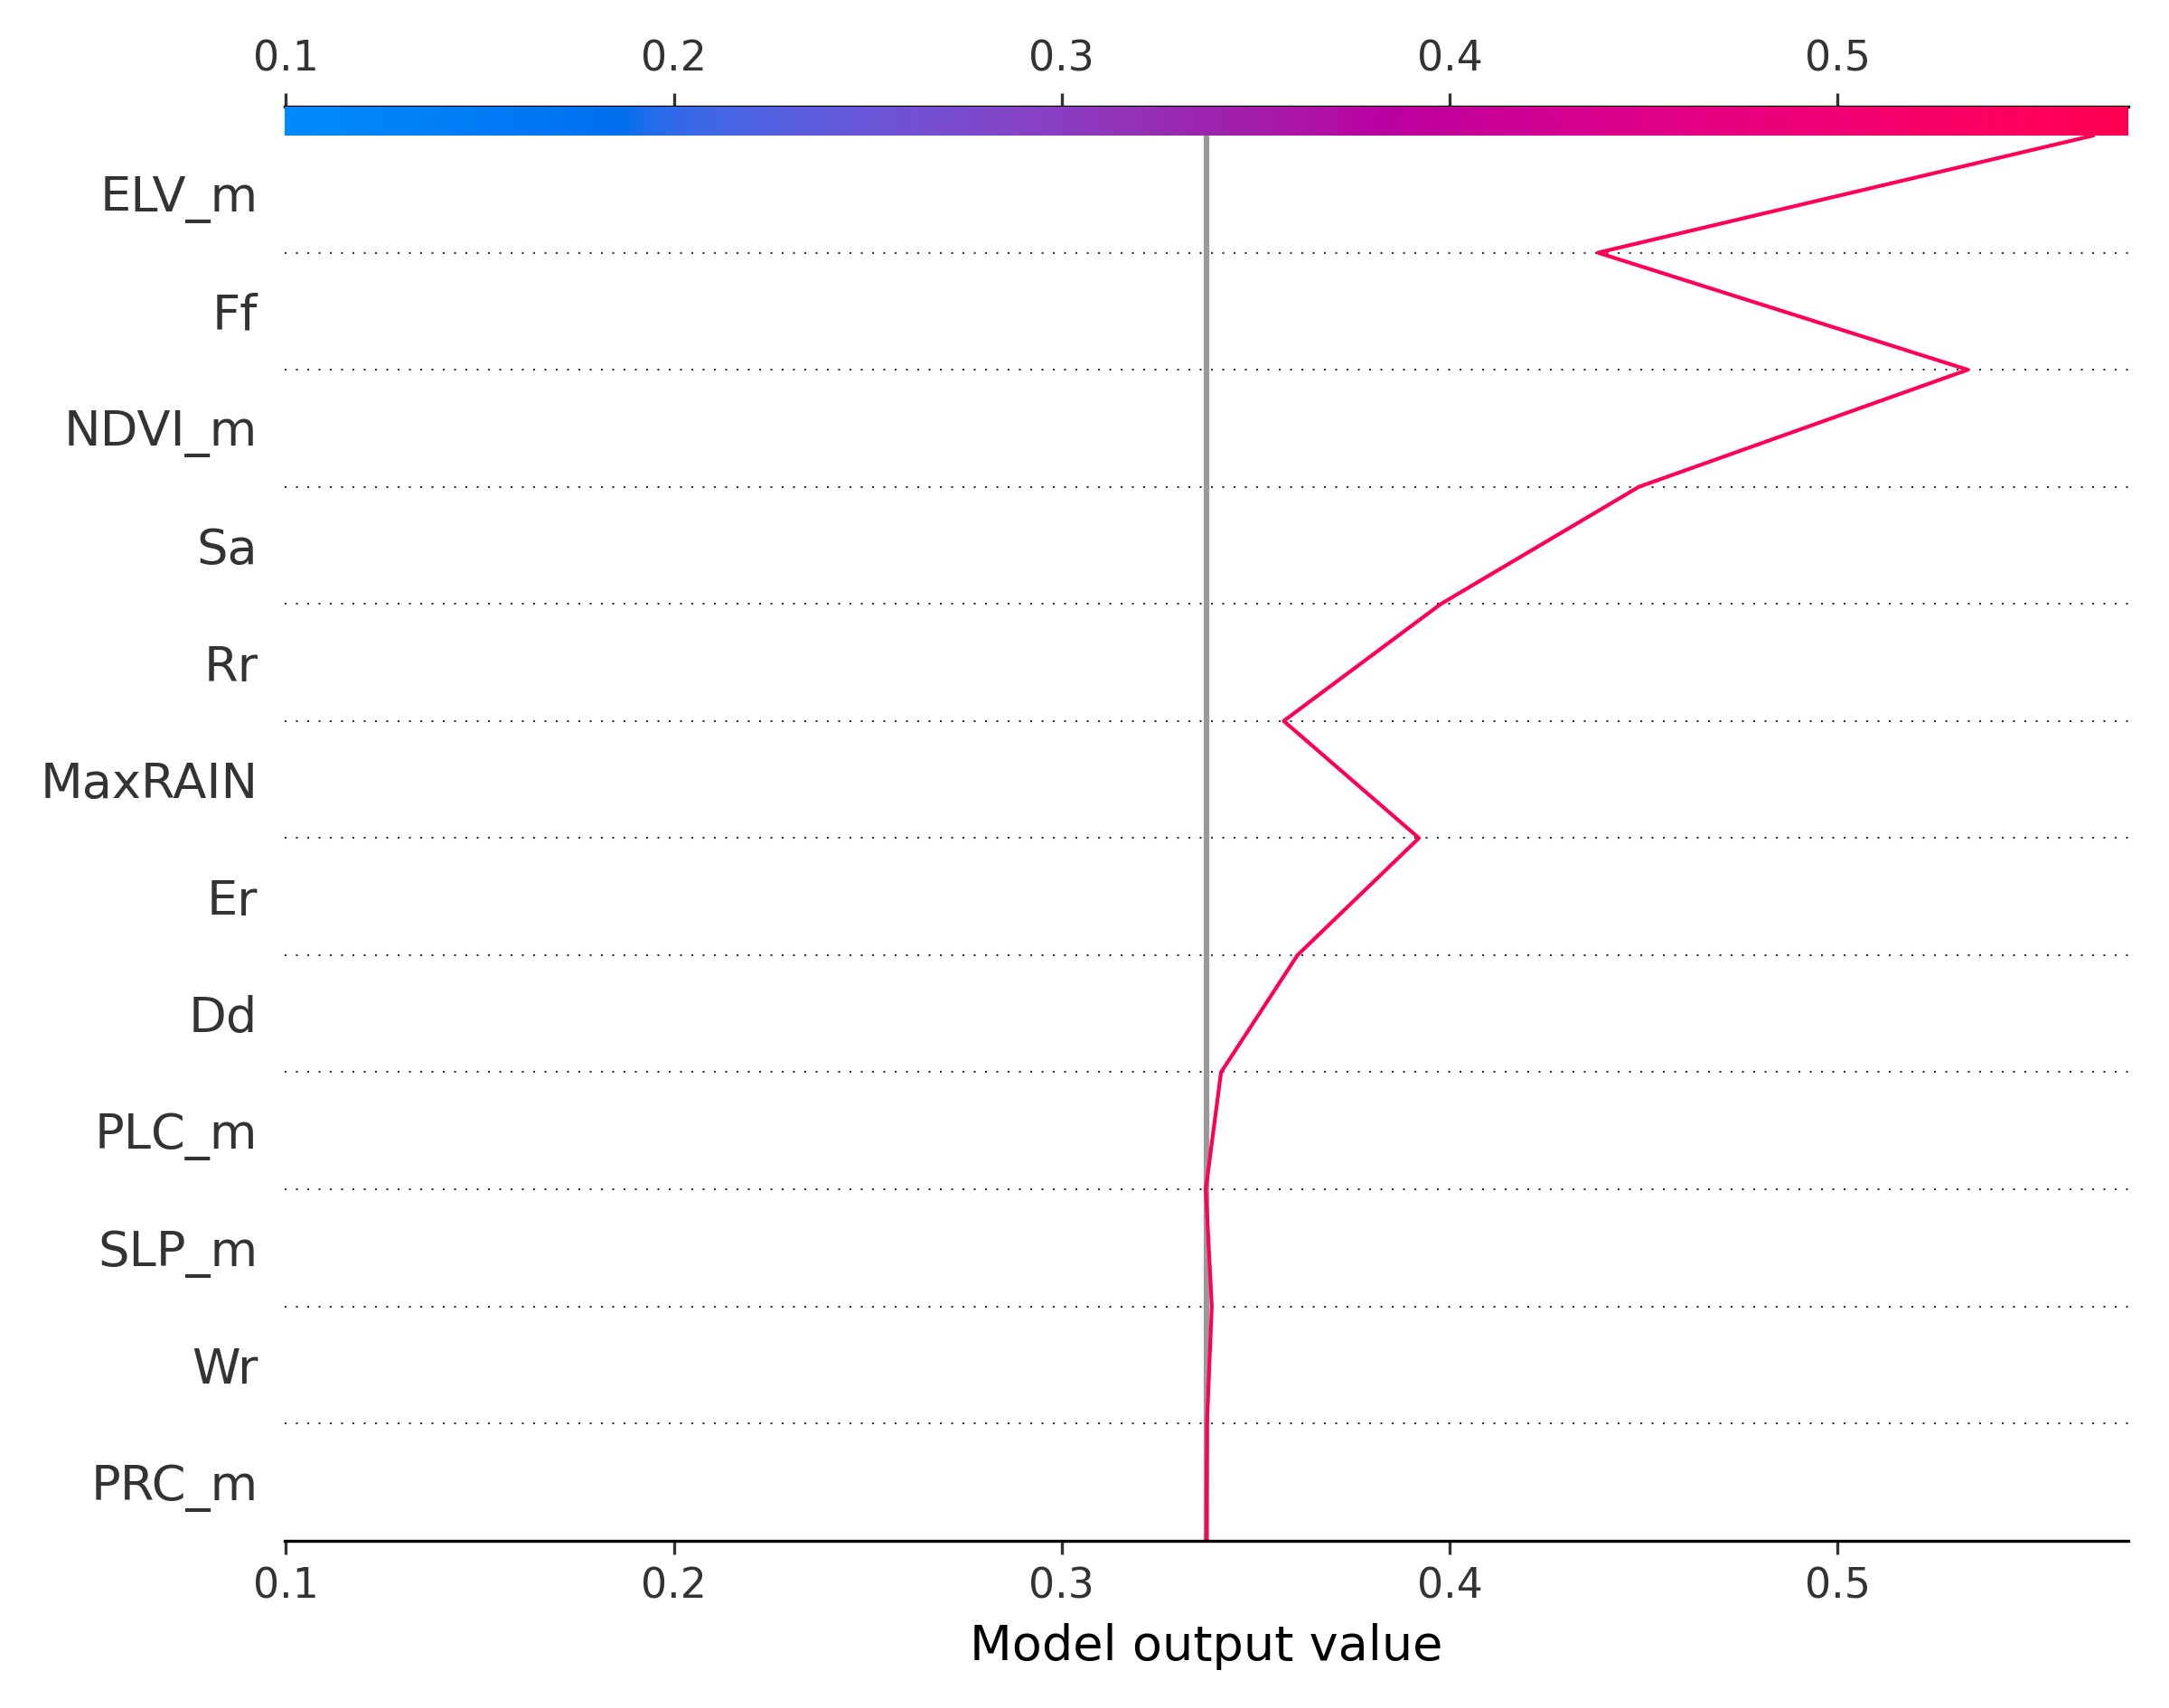 0.1 0.2 0.3 0.4 0.5
ELV_m
Ff
NDVI_m
Sa
Rr
MaxRAIN
Er
Dd
PLC_m
SLP_m
Wr
PRC_m
0.1 0.2 0.3 0.4 0.5
Model output value